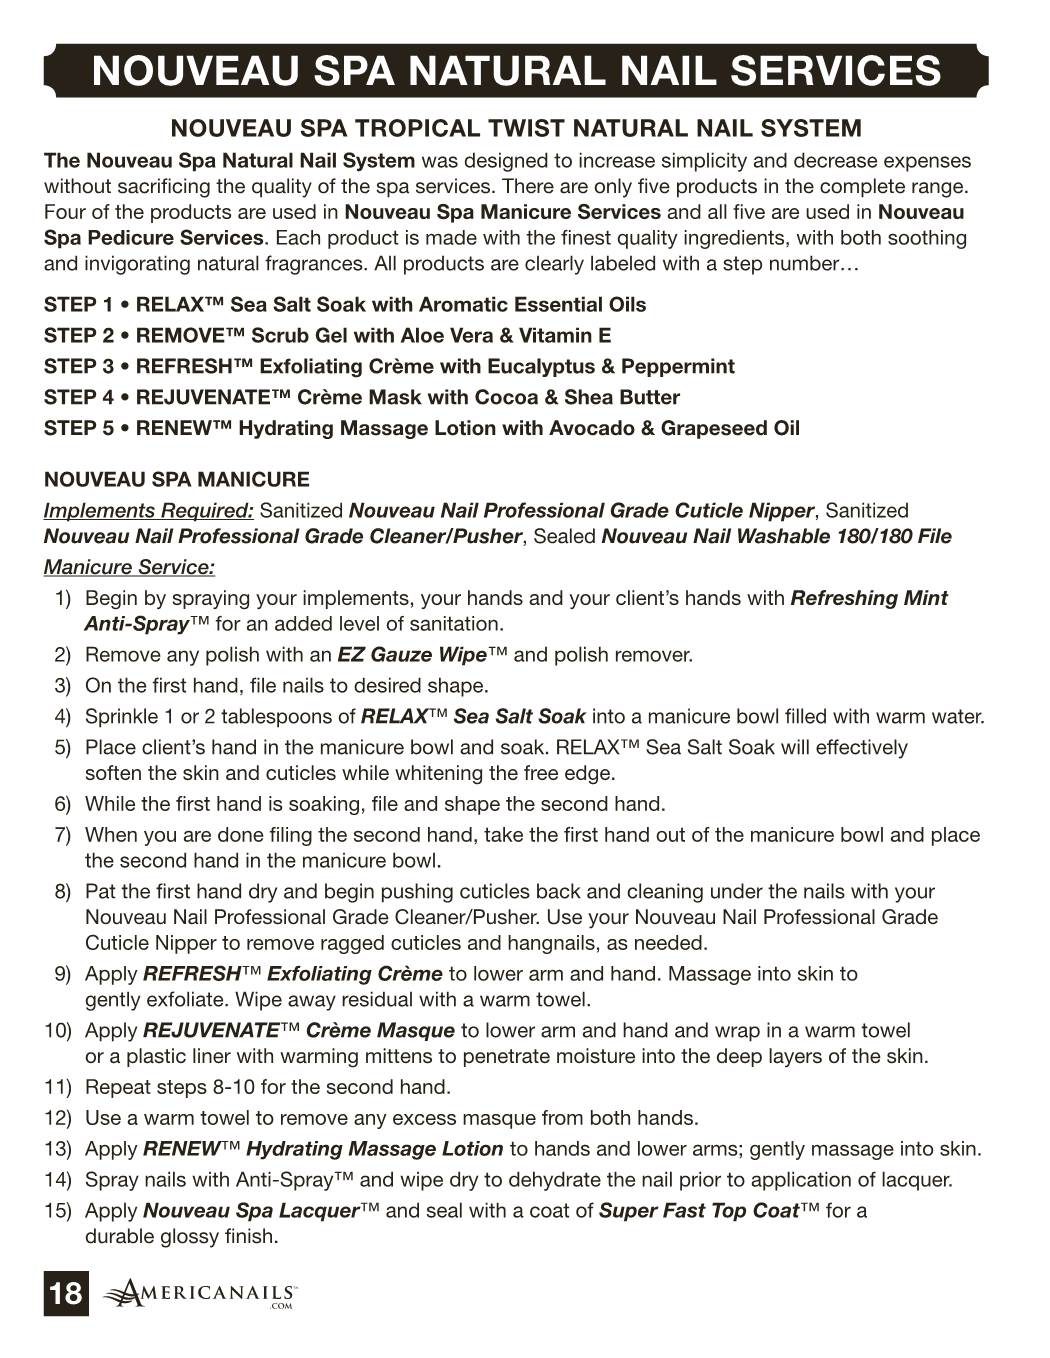 NOUVEAU SPA NATURAL NAIL SERVICES
NOUVEAU SPA TROPICAL TWIST NATURAL NAIL SYSTEM
The Nouveau Spa Natural Nail System was designed to increase simplicity and decrease expenses
without sacrificing the quality of the spa services. There are only five products in the complete range.
Four of the products are used in Nouveau Spa Manicure Services and all five are used in Nouveau
Spa Pedicure Services. Each product is made with the finest quality ingredients, with both soothing
and invigorating natural fragrances. All products are clearly labeled with a step number…
STEP 1 • RELAX™ Sea Salt Soak with Aromatic Essential Oils
STEP 2 • REMOVE™ Scrub Gel with Aloe Vera & Vitamin E
STEP 3 • REFRESH™ Exfoliating Crème with Eucalyptus & Peppermint
STEP 4 • REJUVENATE™ Crème Mask with Cocoa & Shea Butter
STEP 5 • RENEW™ Hydrating Massage Lotion with Avocado & Grapeseed Oil
NOUVEAU SPA MANICURE
Implements Required: Sanitized Nouveau Nail Professional Grade Cuticle Nipper, Sanitized
Nouveau Nail Professional Grade Cleaner/Pusher, Sealed Nouveau Nail Washable 180/180 File
Manicure Service:
1) Begin by spraying your implements, your hands and your client's hands with Refreshing Mint
Anti-Spray™ for an added level of sanitation.
2) Remove any polish with an EZ Gauze Wipe™ and polish remover.
3) On the first hand, file nails to desired shape.
4) Sprinkle 1 or 2 tablespoons of RELAX™ Sea Salt Soak into a manicure bowl filled with warm water.
5) Place client's hand in the manicure bowl and soak. RELAX™ Sea Salt Soak will effectively
soften the skin and cuticles while whitening the free edge.
6) While the first hand is soaking, file and shape the second hand.
7) When you are done filing the second hand, take the first hand out of the manicure bowl and place
the second hand in the manicure bowl.
8) Pat the first hand dry and begin pushing cuticles back and cleaning under the nails with your
Nouveau Nail Professional Grade Cleaner/Pusher. Use your Nouveau Nail Professional Grade
Cuticle Nipper to remove ragged cuticles and hangnails, as needed.
9) Apply REFRESH™ Exfoliating Crème to lower arm and hand. Massage into skin to
gently exfoliate. Wipe away residual with a warm towel.
10) Apply REJUVENATE™ Crème Masque to lower arm and hand and wrap in a warm towel
or a plastic liner with warming mittens to penetrate moisture into the deep layers of the skin.
11) Repeat steps 8-10 for the second hand.
12) Use a warm towel to remove any excess masque from both hands.
13) Apply RENEW™ Hydrating Massage Lotion to hands and lower arms; gently massage into skin.
14) Spray nails with Anti-Spray™ and wipe dry to dehydrate the nail prior to application of lacquer.
15) Apply Nouveau Spa Lacquer™ and seal with a coat of Super Fast Top Coat™ for a
durable glossy finish.
18 AMERICANAILS™
.COM